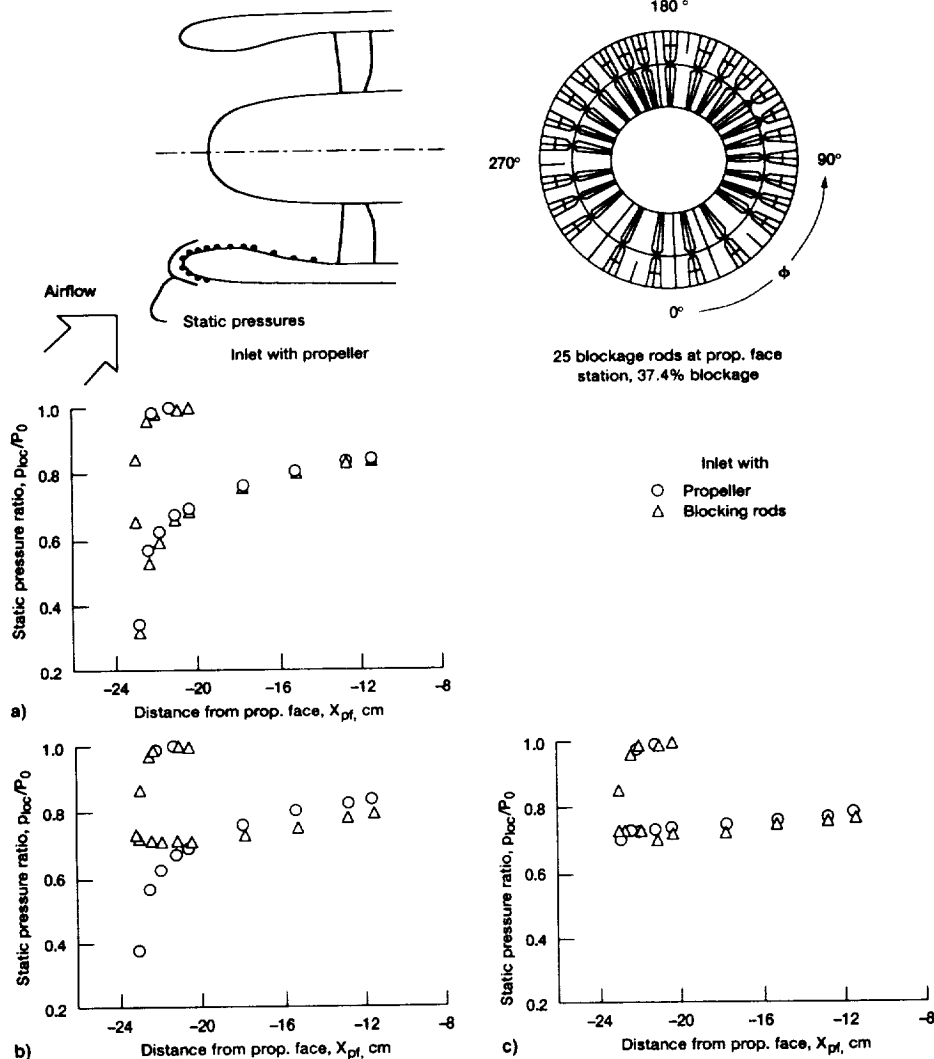 180 °
270°
90°
Φ
0°
Airflow
Static pressures
Inlet with propeller
25 blockage rods at prop. face
station, 37.4% blockage
Static pressure ratio, p_loc/P_0
1.0
0.8
0.6
0.4
0.2
−24
−20
−16
−12
−8
a)
Distance from prop. face, X_pf, cm
Inlet with
Propeller
Blocking rods
Static pressure ratio, p_loc/P_0
1.0
0.8
0.6
0.4
0.2
−24
−20
−16
−12
−8
b)
Distance from prop. face, X_pf, cm
Static pressure ratio, p_loc/P_0
1.0
0.8
0.6
0.4
0.2
−24
−20
−16
−12
−8
c)
Distance from prop. face, X_pf, cm